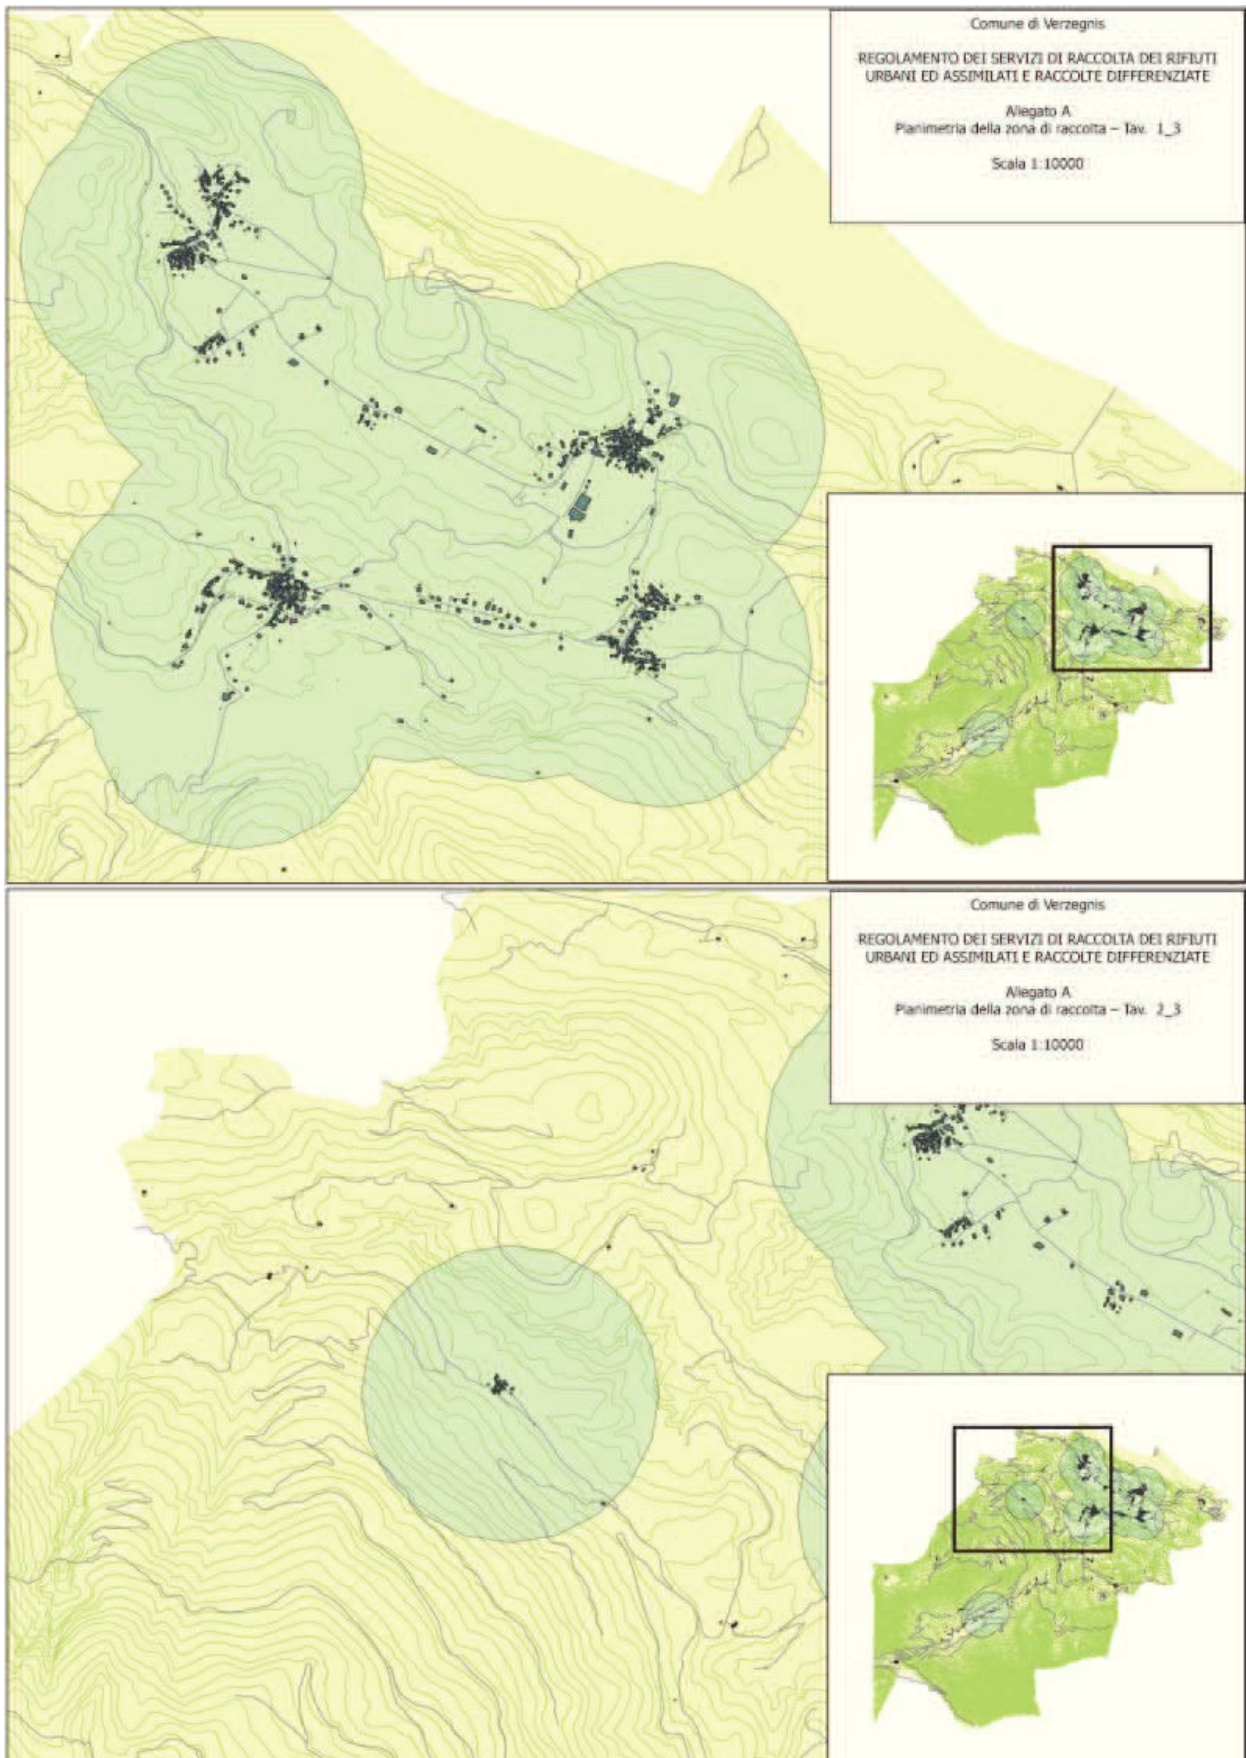 Comune di Verzegnis
REGOLAMENTO DEI SERVIZI DI RACCOLTA DEI RIFIUTI
URBANI ED ASSIMILATI E RACCOLTE DIFFERENZIATE
Allegato A
Planimetria della zona di raccolta – Tav. 1_3
Scala 1:10000
Comune di Verzegnis
REGOLAMENTO DEI SERVIZI DI RACCOLTA DEI RIFIUTI
URBANI ED ASSIMILATI E RACCOLTE DIFFERENZIATE
Allegato A
Planimetria della zona di raccolta – Tav. 2_3
Scala 1:10000